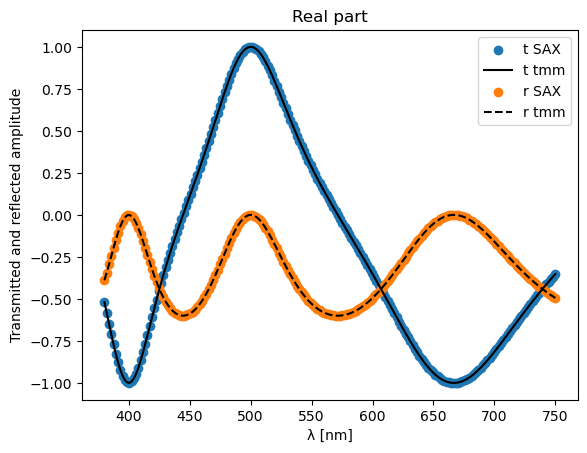 Real part
Transmitted and reflected amplitude
1.00
0.75
0.50
0.25
0.00
−0.25
−0.50
−0.75
−1.00
t SAX
t tmm
r SAX
r tmm
400 450 500 550 600 650 700 750
λ [nm]